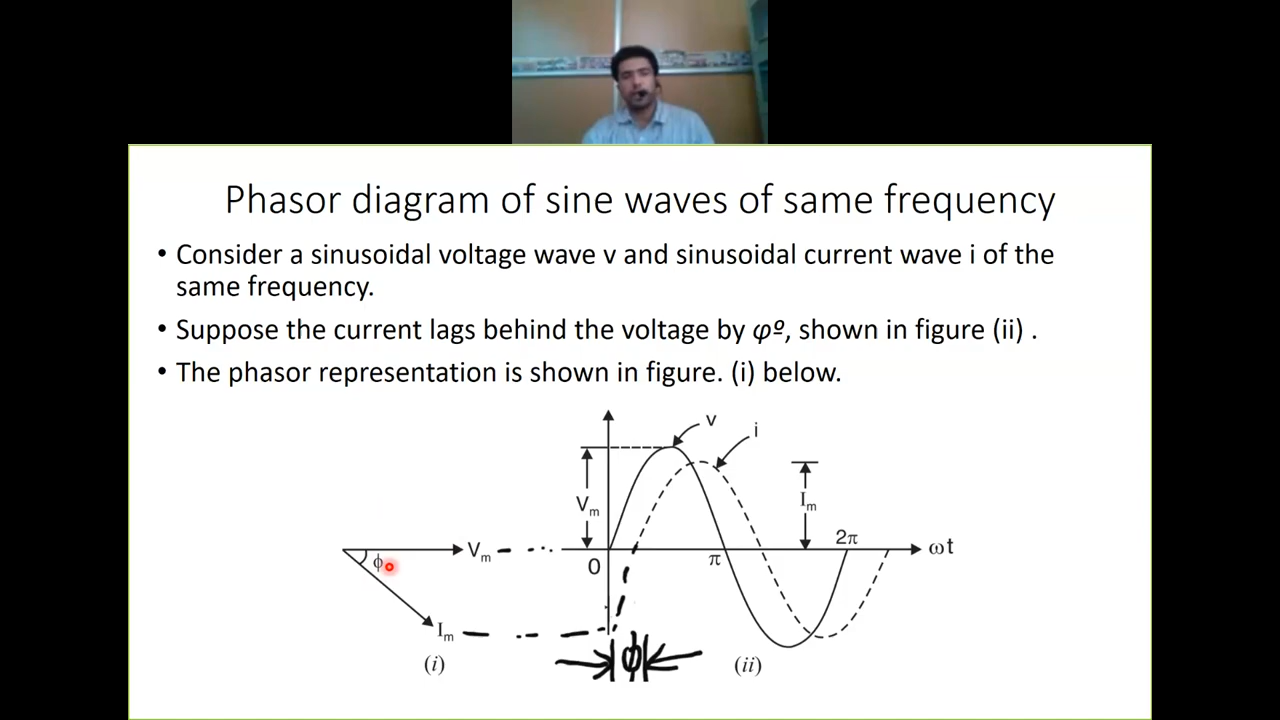 Phasor diagram of sine waves of same frequency
• Consider a sinusoidal voltage wave v and sinusoidal current wave i of the
same frequency.
• Suppose the current lags behind the voltage by φº, shown in figure (ii) .
• The phasor representation is shown in figure. (i) below.
v
i
Vm
Im
2π
0
π
ωt
ϕ
Vm
Im
ϕ
(i)
(ii)